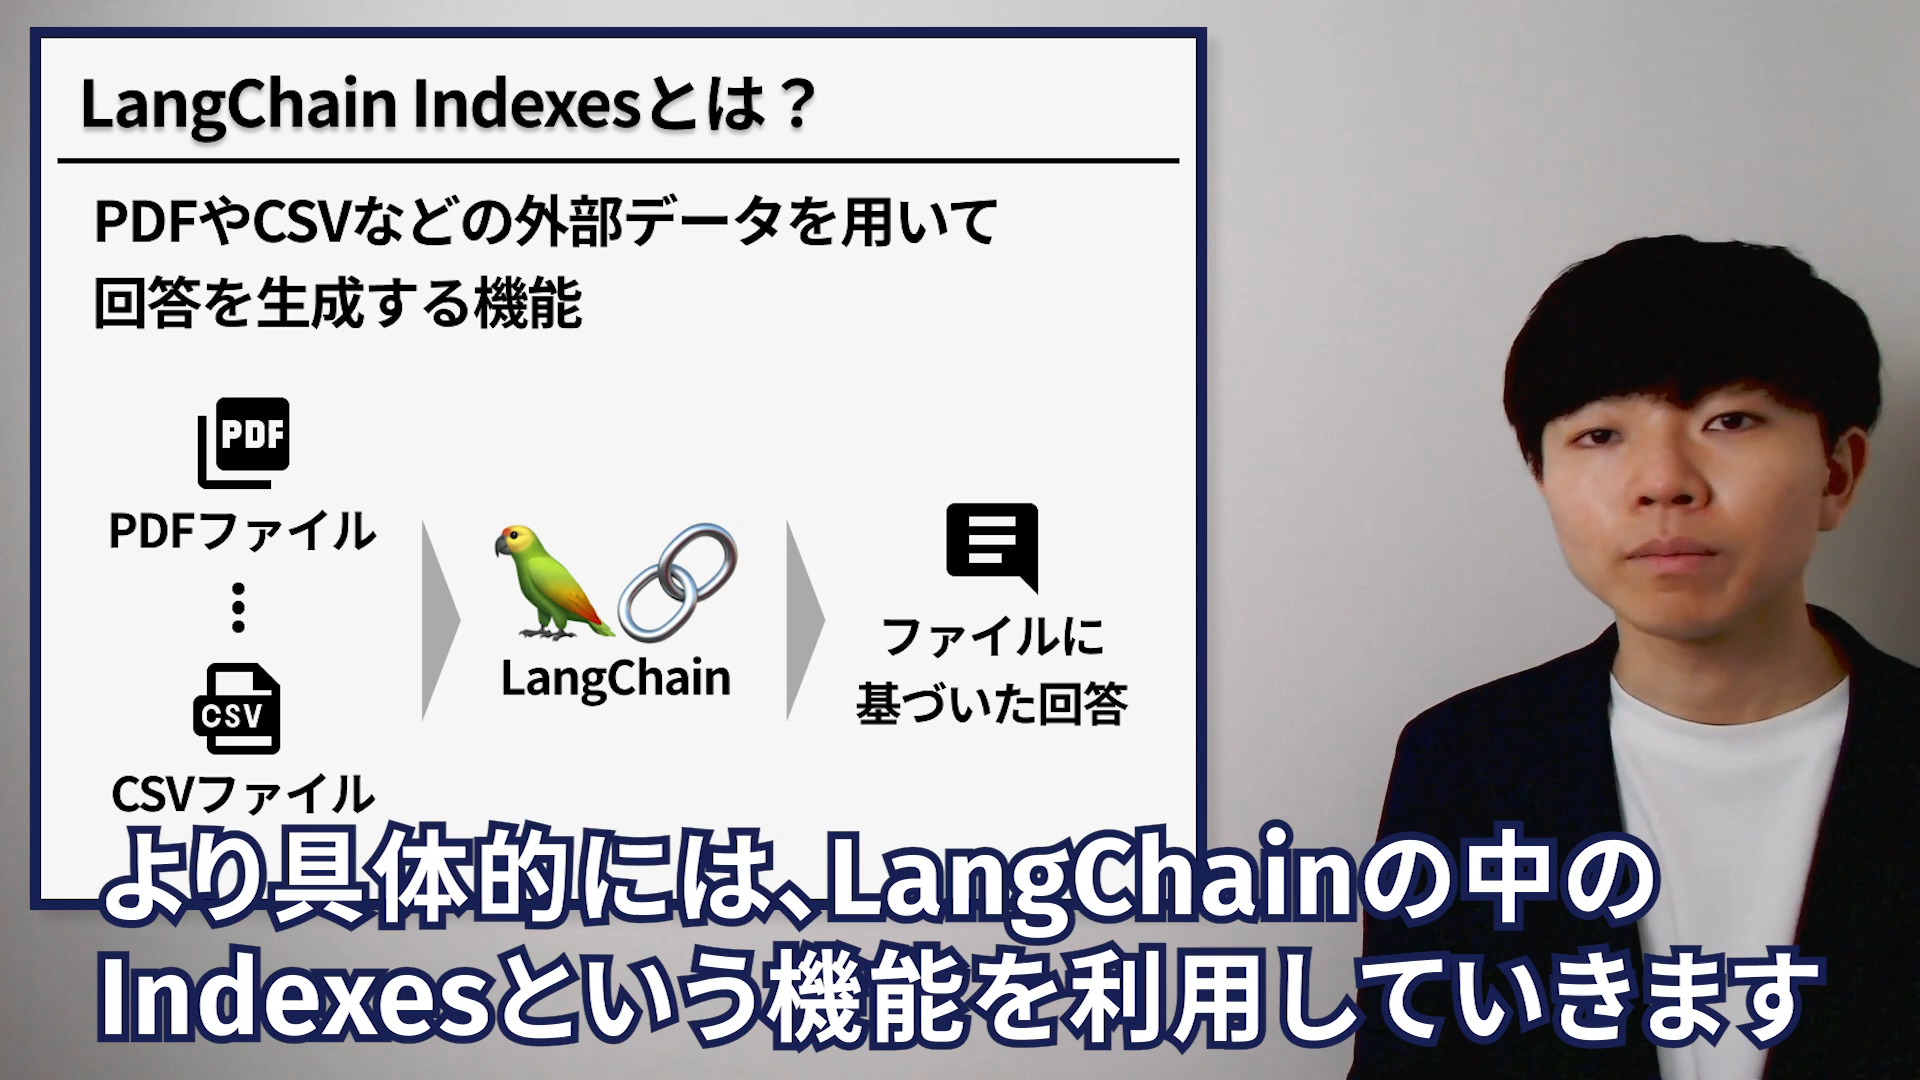 LangChain Indexesとは？
PDFやCSVなどの外部データを用いて
回答を生成する機能
PDF
PDFファイル
CSV
CSVファイル
LangChain
ファイルに
基づいた回答
より具体的には、LangChainの中の
Indexesという機能を利用していきます